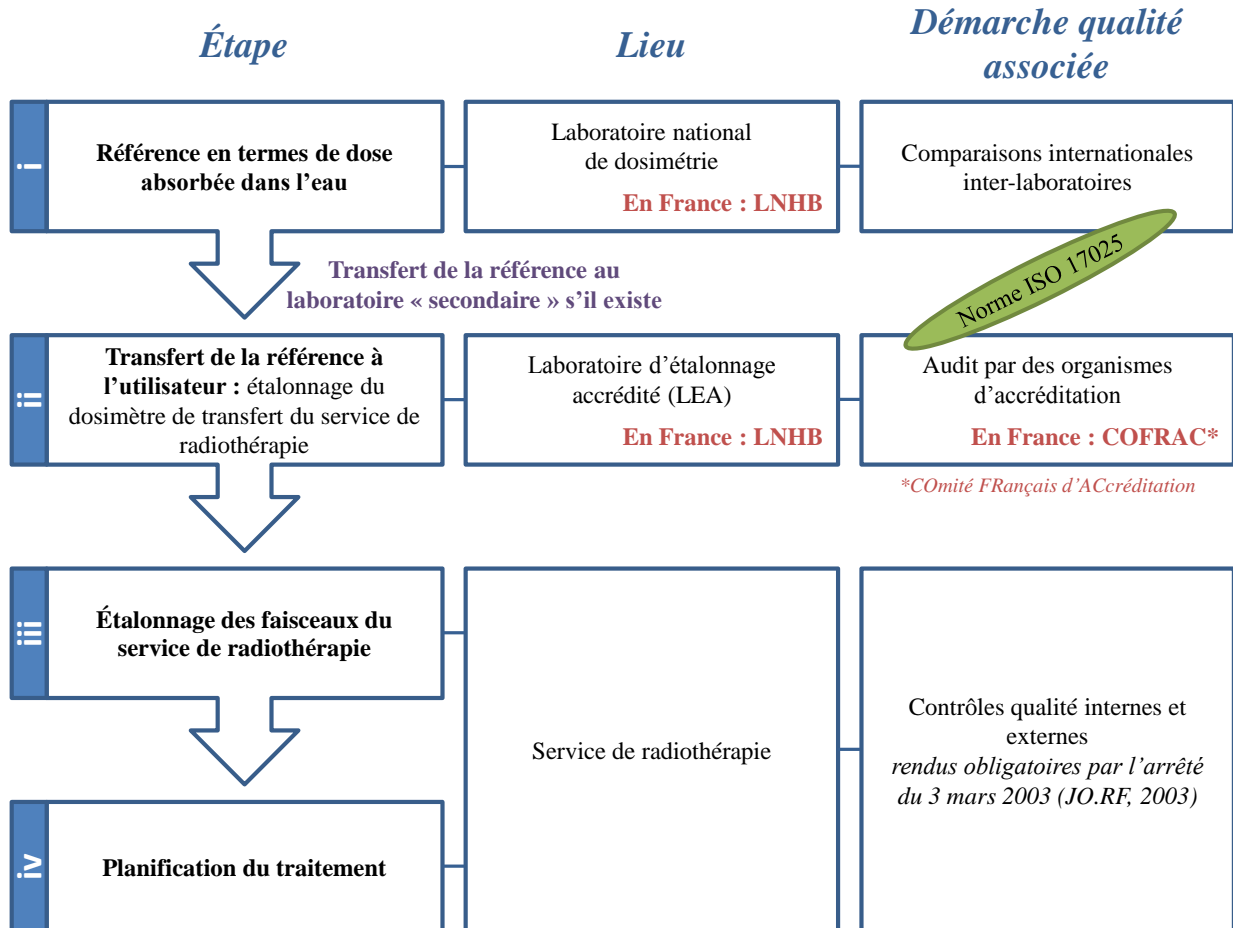 Étape
Lieu
Démarche qualité
associée
i
Référence en termes de dose
absorbée dans l'eau
Laboratoire national
de dosimétrie
En France : LNHB
Comparaisons internationales
inter-laboratoires
Transfert de la référence au
laboratoire « secondaire » s'il existe
Norme ISO 17025
ii
Transfert de la référence à
l'utilisateur : étalonnage du
dosimètre de transfert du service de
radiothérapie
Laboratoire d'étalonnage
accrédité (LEA)
En France : LNHB
Audit par des organismes
d'accréditation
En France : COFRAC*
*COmité FRançais d'ACcréditation
iii
Étalonnage des faisceaux du
service de radiothérapie
Service de radiothérapie
Contrôles qualité internes et
externes
rendus obligatoires par l'arrêté
du 3 mars 2003 (JO.RF, 2003)
iv
Planification du traitement